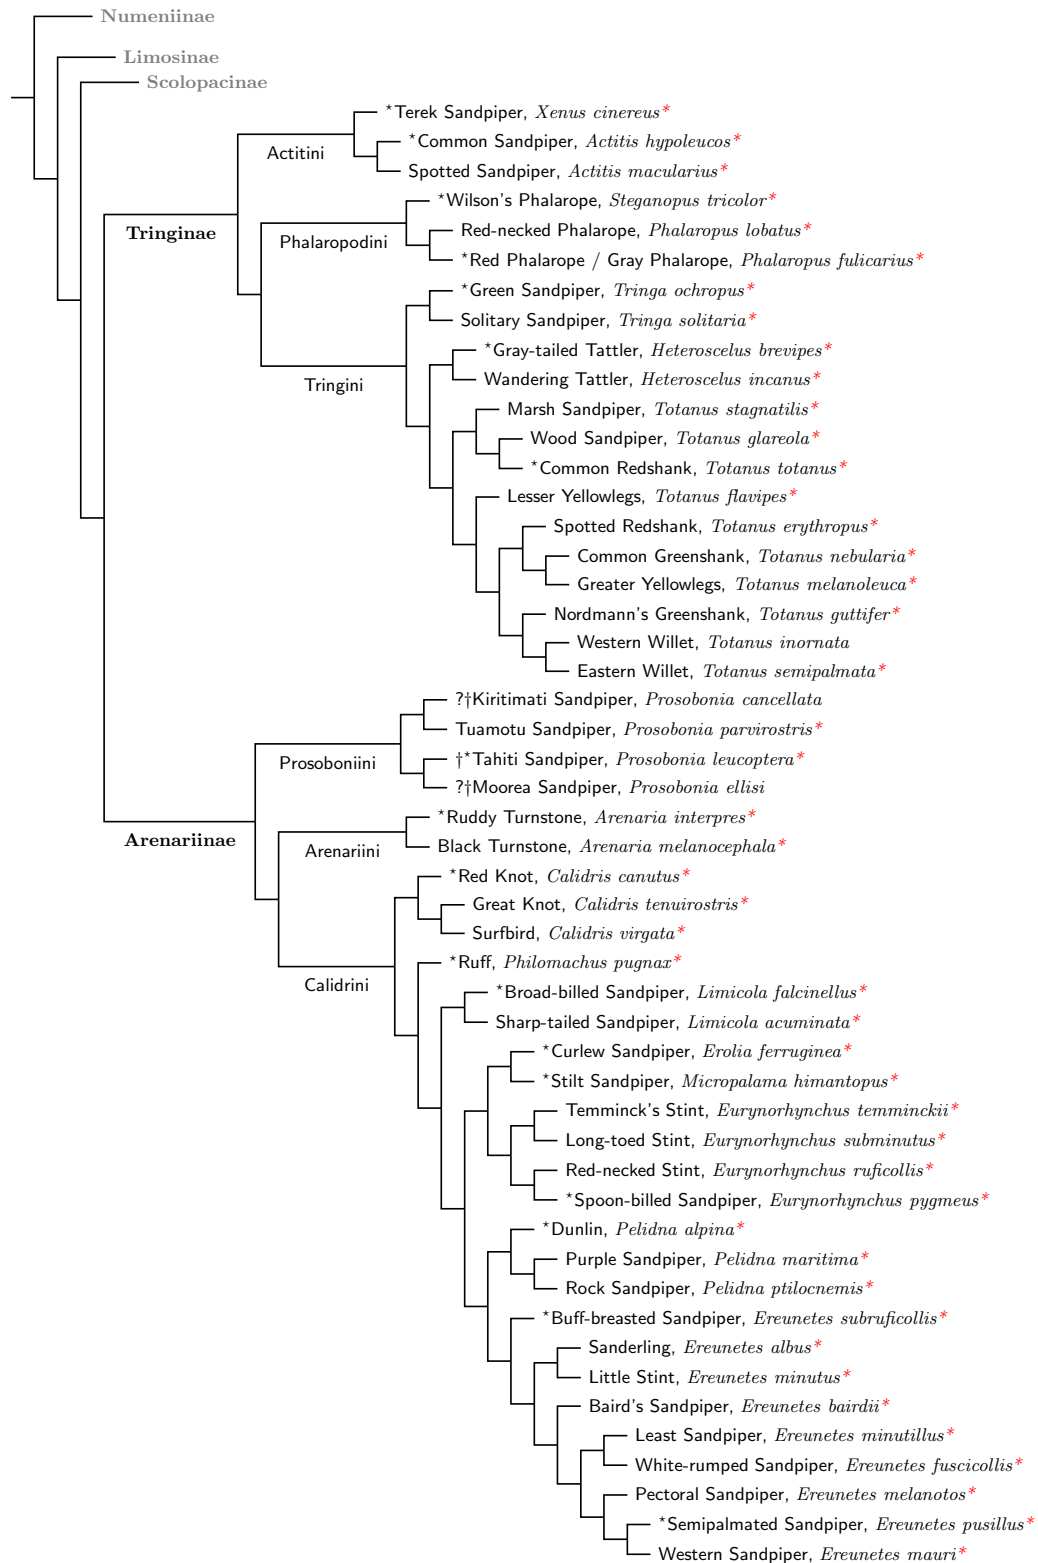 Numeniinae
Limosinae
Scolopacinae
*Terek Sandpiper, Xenus cinereus*
Actitini
*Common Sandpiper, Actitis hypoleucos*
Spotted Sandpiper, Actitis macularius*
*Wilson's Phalarope, Steganopus tricolor*
Tringinae
Phalaropodini
Red-necked Phalarope, Phalaropus lobatus*
*Red Phalarope / Gray Phalarope, Phalaropus fulicarius*
*Green Sandpiper, Tringa ochropus*
Solitary Sandpiper, Tringa solitaria*
*Gray-tailed Tattler, Heteroscelus brevipes*
Tringini
Wandering Tattler, Heteroscelus incanus*
Marsh Sandpiper, Totanus stagnatilis*
Wood Sandpiper, Totanus glareola*
*Common Redshank, Totanus totanus*
Lesser Yellowlegs, Totanus flavipes*
Spotted Redshank, Totanus erythropus*
Common Greenshank, Totanus nebularia*
Greater Yellowlegs, Totanus melanoleuca*
Nordmann's Greenshank, Totanus guttifer*
Western Willet, Totanus inornata
Eastern Willet, Totanus semipalmata*
?†Kiritimati Sandpiper, Prosobonia cancellata
Tuamotu Sandpiper, Prosobonia parvirostris*
Prosoboniini
†*Tahiti Sandpiper, Prosobonia leucoptera*
?†Moorea Sandpiper, Prosobonia ellisi
*Ruddy Turnstone, Arenaria interpres*
Arenariinae
Arenariini
Black Turnstone, Arenaria melanocephala*
*Red Knot, Calidris canutus*
Great Knot, Calidris tenuirostris*
Surfbird, Calidris virgata*
*Ruff, Philomachus pugnax*
Calidrini
*Broad-billed Sandpiper, Limicola falcinellus*
Sharp-tailed Sandpiper, Limicola acuminata*
*Curlew Sandpiper, Erolia ferruginea*
*Stilt Sandpiper, Micropalama himantopus*
Temminck's Stint, Eurynorhynchus temminckii*
Long-toed Stint, Eurynorhynchus subminutus*
Red-necked Stint, Eurynorhynchus ruficollis*
*Spoon-billed Sandpiper, Eurynorhynchus pygmeus*
*Dunlin, Pelidna alpina*
Purple Sandpiper, Pelidna maritima*
Rock Sandpiper, Pelidna ptilocnemis*
*Buff-breasted Sandpiper, Ereunetes subruficollis*
Sanderling, Ereunetes albus*
Little Stint, Ereunetes minutus*
Baird's Sandpiper, Ereunetes bairdii*
Least Sandpiper, Ereunetes minutillus*
White-rumped Sandpiper, Ereunetes fuscicollis*
Pectoral Sandpiper, Ereunetes melanotos*
*Semipalmated Sandpiper, Ereunetes pusillus*
Western Sandpiper, Ereunetes mauri*